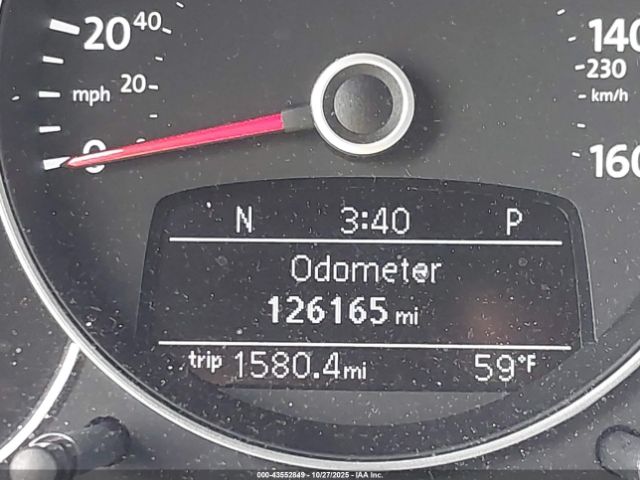 20 40
140
230
mph 20
km/h
0 0
160
N 3:40 P
Odometer
126165 mi
trip 1580.4 mi 59°F
000-43552849 | 10/27/2025 | IAA Inc.